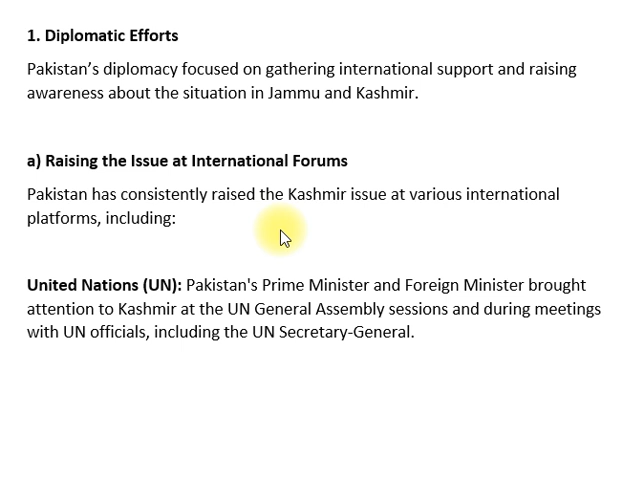 1. Diplomatic Efforts
Pakistan’s diplomacy focused on gathering international support and raising
awareness about the situation in Jammu and Kashmir.
a) Raising the Issue at International Forums
Pakistan has consistently raised the Kashmir issue at various international
platforms, including:
United Nations (UN): Pakistan's Prime Minister and Foreign Minister brought
attention to Kashmir at the UN General Assembly sessions and during meetings
with UN officials, including the UN Secretary-General.